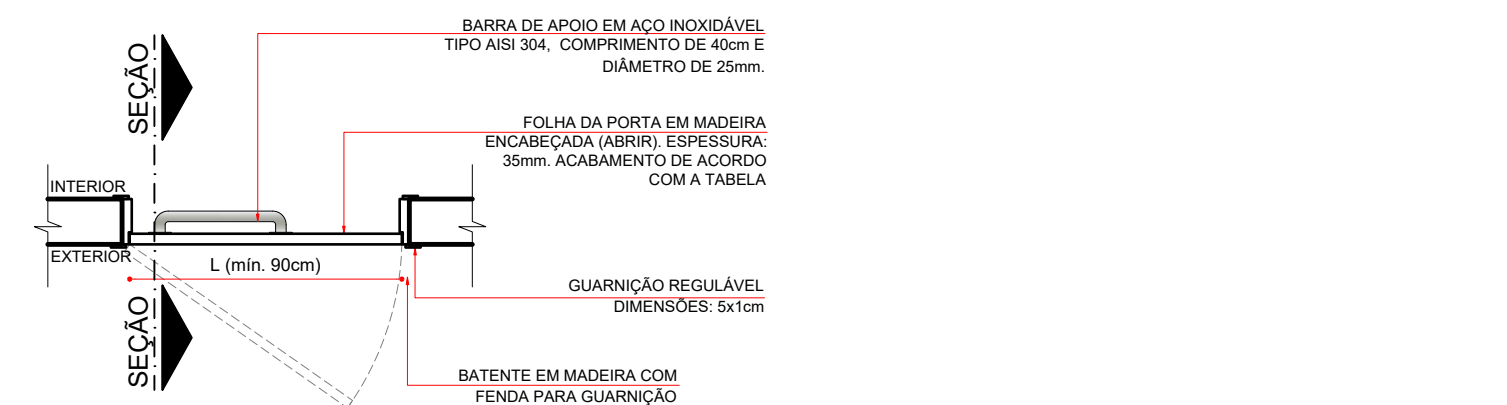 SEÇÃO
BARRA DE APOIO EM AÇO INOXIDÁVEL
TIPO AISI 304, COMPRIMENTO DE 40cm E
DIÂMETRO DE 25mm.
FOLHA DA PORTA EM MADEIRA
ENCABEÇADA (ABRIR). ESPESSURA:
35mm. ACABAMENTO DE ACORDO
COM A TABELA
INTERIOR
EXTERIOR
L (mín. 90cm)
GUARNIÇÃO REGULÁVEL
DIMENSÕES: 5x1cm
SEÇÃO
BATENTE EM MADEIRA COM
FENDA PARA GUARNIÇÃO